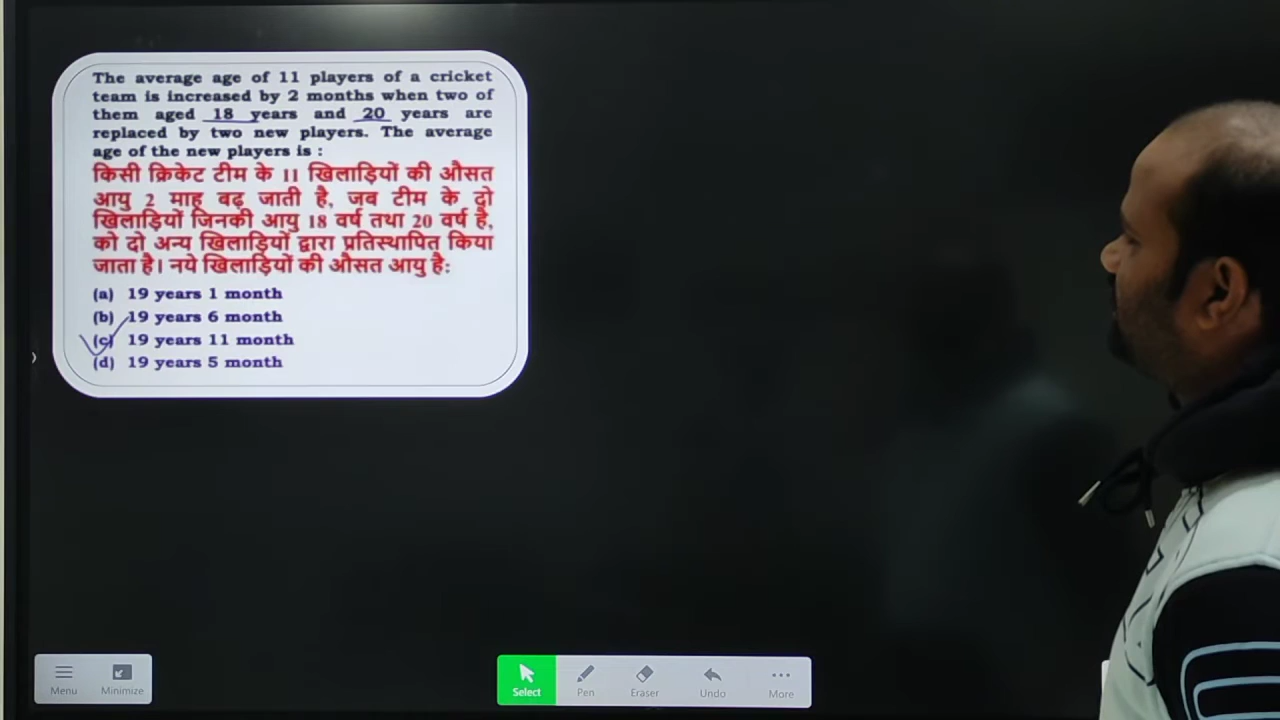 The average age of 11 players of a cricket
team is increased by 2 months when two of
them aged 18 years and 20 years are
replaced by two new players. The average
age of the new players is :
किसी क्रिकेट टीम के 11 खिलाड़ियों की औसत
आयु 2 माह बढ़ जाती है, जब टीम के दो
खिलाड़ियों जिनकी आयु 18 वर्ष तथा 20 वर्ष है,
को दो अन्य खिलाड़ियों द्वारा प्रतिस्थापित किया
जाता है। नये खिलाड़ियों की औसत आयु है:
(a) 19 years 1 month
(b) 19 years 6 month
(c) 19 years 11 month
(d) 19 years 5 month
Menu Minimize Select Pen Eraser Undo More